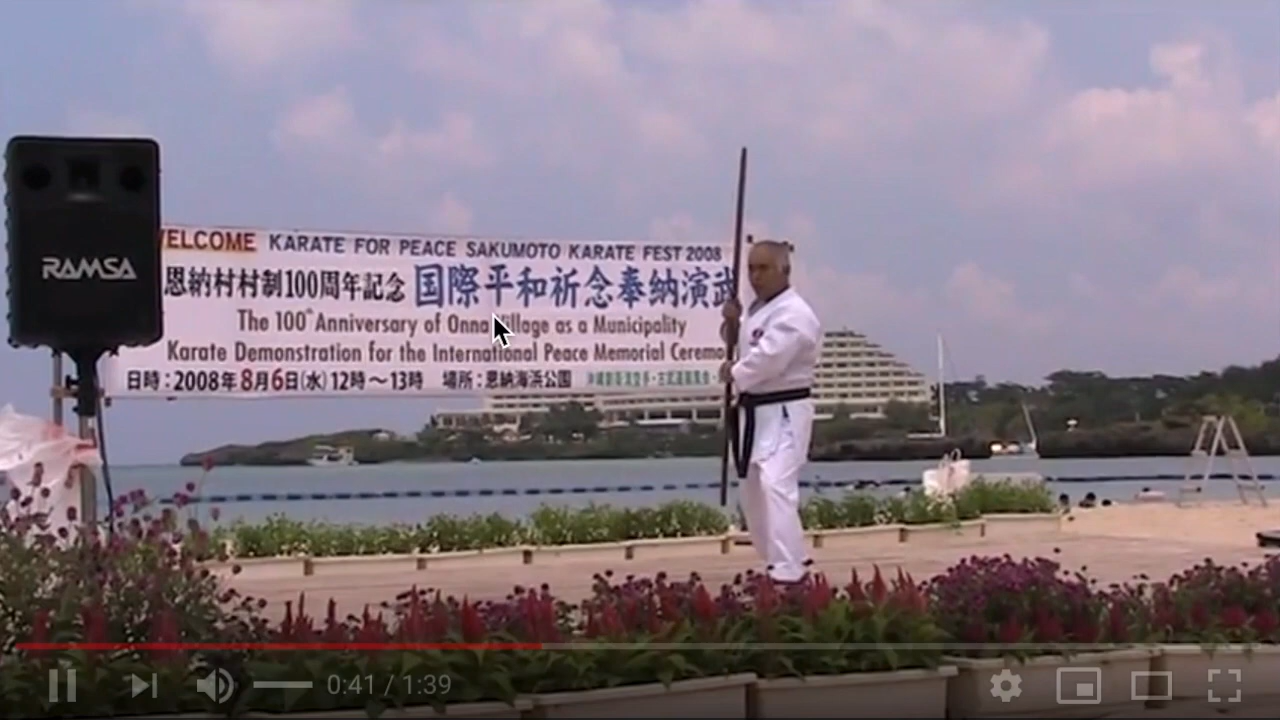 RAMSA
WELCOME KARATE FOR PEACE SAKUMOTO KARATE FEST 2008
恩納村村制100周年記念 国際平和祈念奉納演武
The 100th Anniversary of Onna Village as a Municipality
Karate Demonstration for the International Peace Memorial Ceremo
日時：2008年8月6日(水)12時～13時 場所：恩納海浜公園
0:41 / 1:39